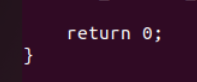 return 0;
}